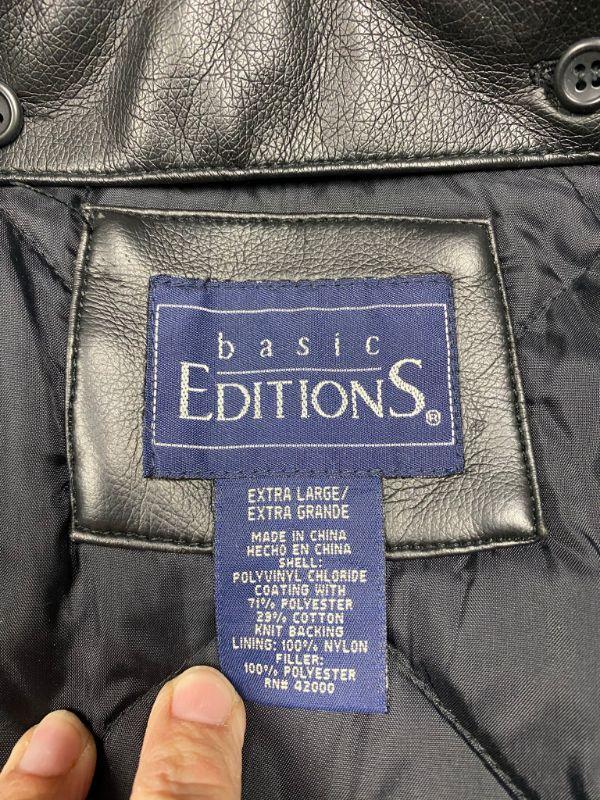 basic
EDITIONS®
EXTRA LARGE/
EXTRA GRANDE
MADE IN CHINA
HECHO EN CHINA
SHELL:
POLYVINYL CHLORIDE
COATING WITH
71% POLYESTER
29% COTTON
KNIT BACKING
LINING: 100% NYLON
FILLER:
100% POLYESTER
RN# 42000